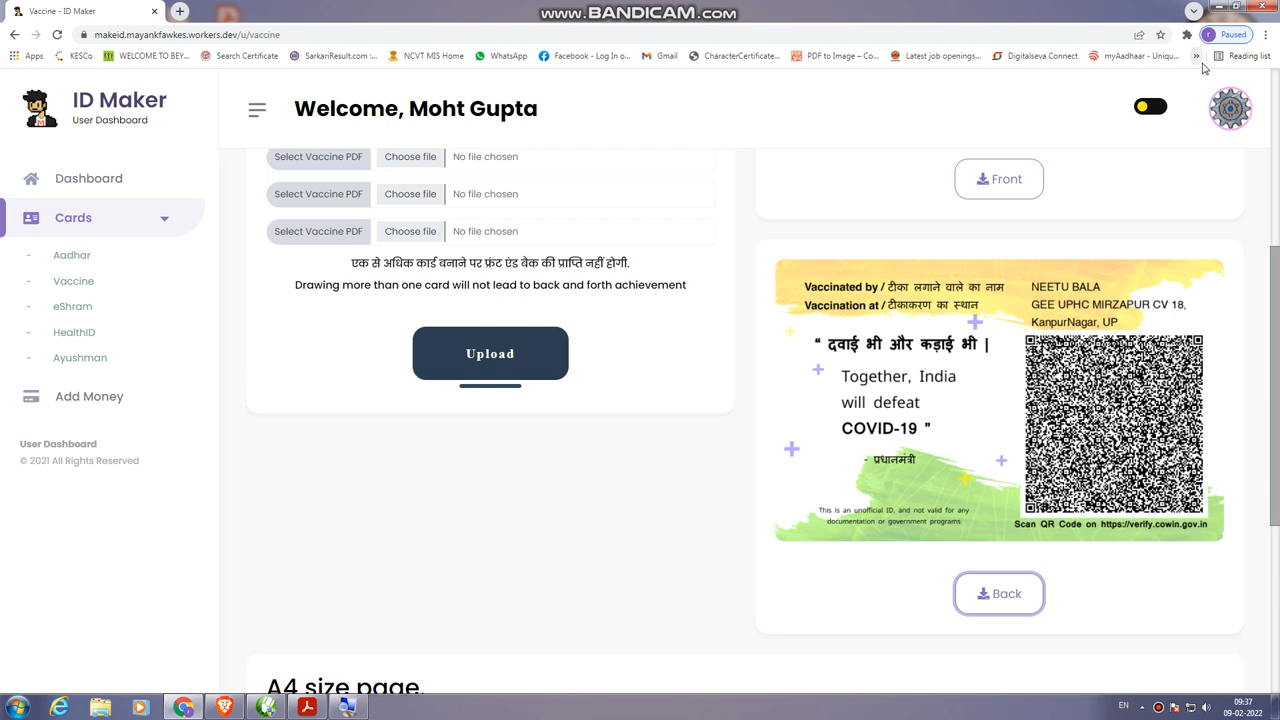 www.BANDICAM.com
Vaccine - ID Maker
makeid.mayankfawkes.workers.dev/u/vaccine
Paused
Apps
KESCo
WELCOME TO BEY...
Search Certificate
SarkariResult.com :...
NCVT MIS Home
WhatsApp
Facebook - Log In o...
Gmail
CharacterCertificate...
PDF to Image – Co...
Latest job openings...
Digitalseva Connect
myAadhaar - Uniqu...
Reading list
ID Maker
User Dashboard
Welcome, Moht Gupta
Dashboard
Cards
- Aadhar
- Vaccine
- eShram
- HealthID
- Ayushman
Add Money
User Dashboard
© 2021 All Rights Reserved
Select Vaccine PDF Choose file No file chosen
Select Vaccine PDF Choose file No file chosen
Select Vaccine PDF Choose file No file chosen
एक से अधिक कार्ड बनाने पर फ्रंट एंड बेक की प्राप्ति नहीं होगी.
Drawing more than one card will not lead to back and forth achievement
Upload
Front
Vaccinated by / टीका लगाने वाले का नाम NEETU BALA
Vaccination at / टीकाकरण का स्थान GEE UPHC MIRZAPUR CV 18,
KanpurNagar, UP
“ दवाई भी और कड़ाई भी |
Together, India
will defeat
COVID-19 ”
- प्रधानमंत्री
This is an unofficial ID, and not valid for any
documentation or government programs
Scan QR Code on https://verify.cowin.gov.in
Back
A4 size page.
EN
09:37
09-02-2022